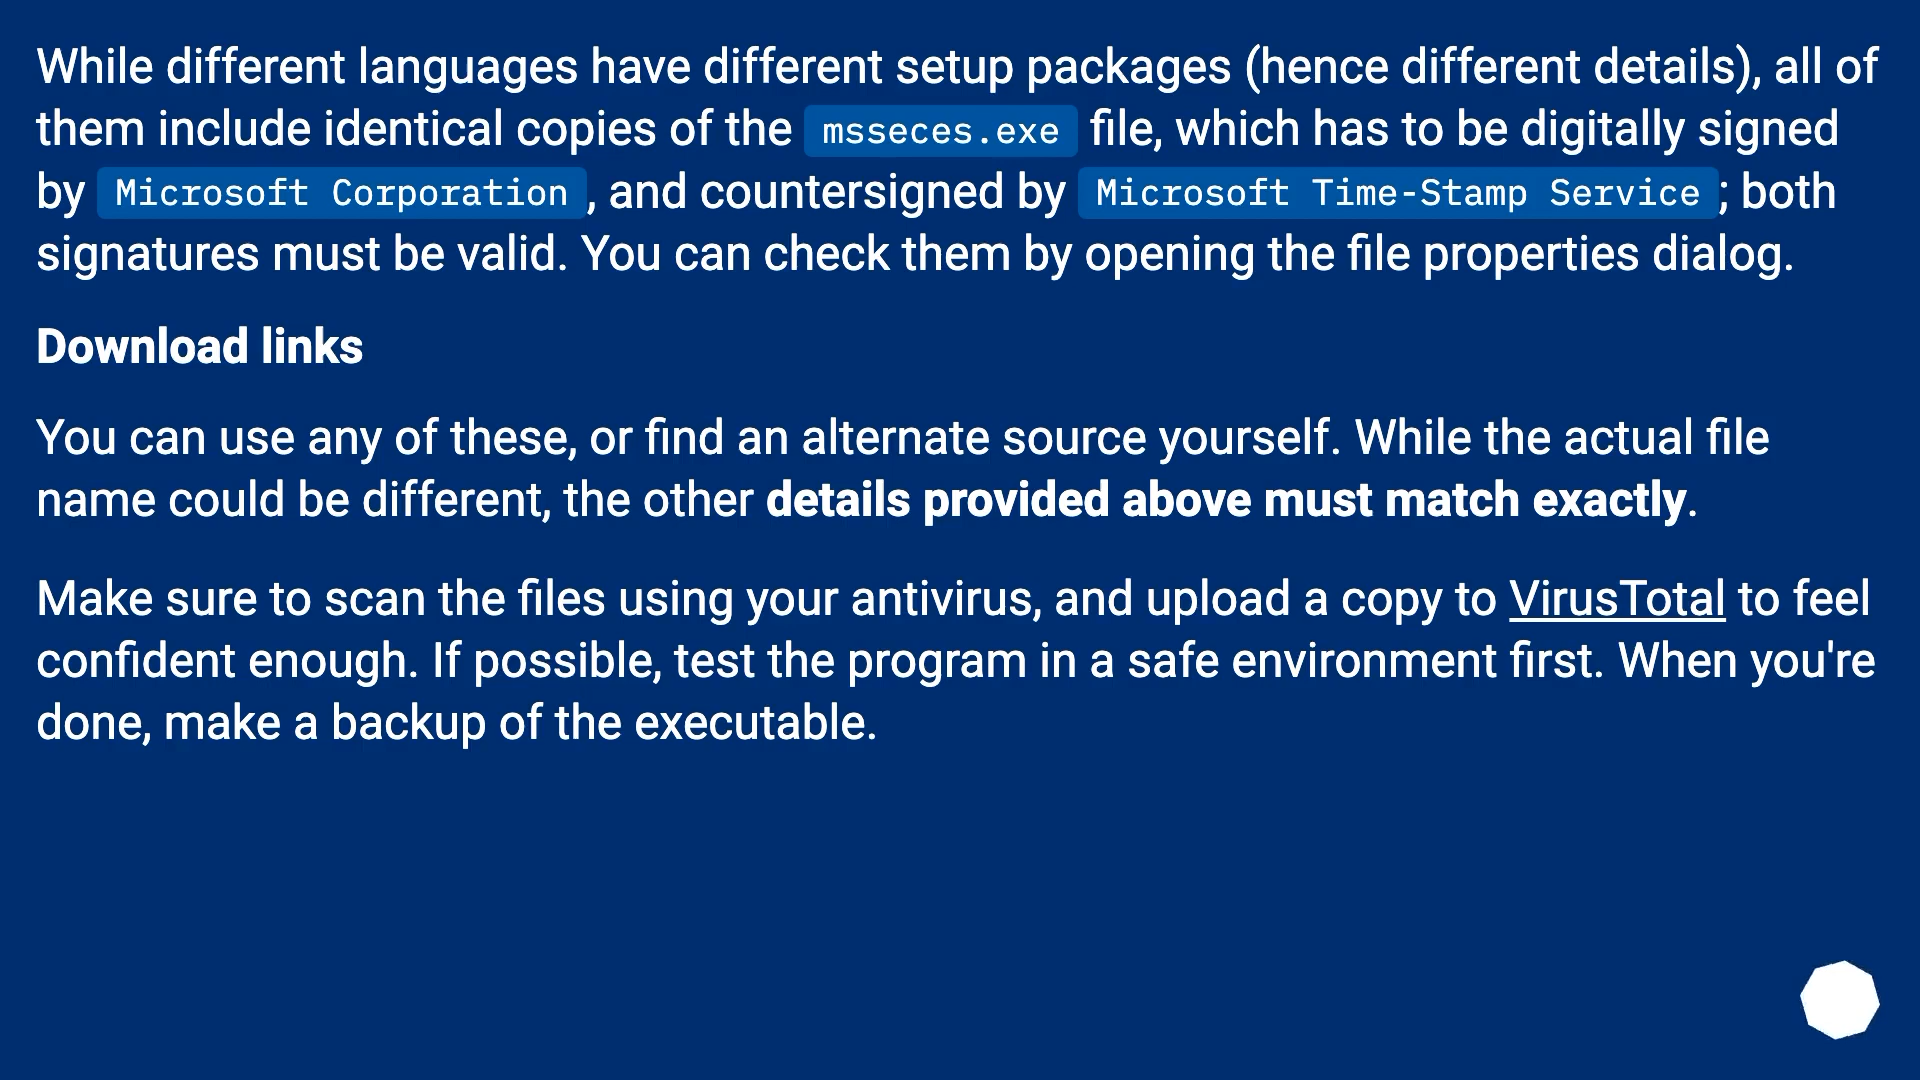 While different languages have different setup packages (hence different details), all of
them include identical copies of the msseces.exe file, which has to be digitally signed
by Microsoft Corporation, and countersigned by Microsoft Time-Stamp Service; both
signatures must be valid. You can check them by opening the file properties dialog.
Download links
You can use any of these, or find an alternate source yourself. While the actual file
name could be different, the other details provided above must match exactly.
Make sure to scan the files using your antivirus, and upload a copy to VirusTotal to feel
confident enough. If possible, test the program in a safe environment first. When you're
done, make a backup of the executable.